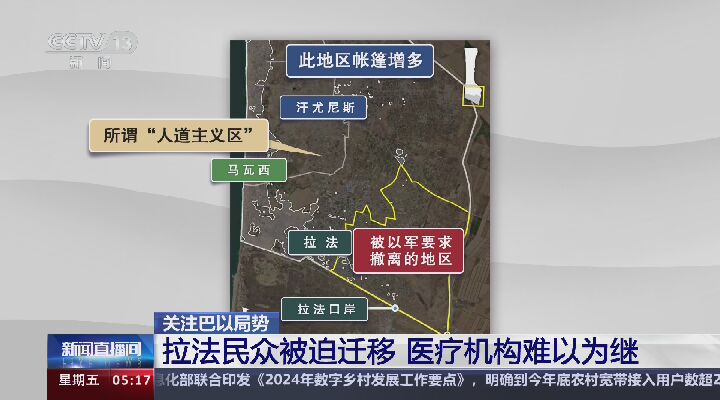 CCTV 13
新闻
此地区帐篷增多
汗尤尼斯
所谓“人道主义区”
马瓦西
拉法
被以军要求
撤离的地区
拉法口岸
关注巴以局势
新闻直播间
拉法民众被迫迁移 医疗机构难以为继
星期五 05:17 息化部联合印发《2024年数字乡村发展工作要点》，明确到今年底农村宽带接入用户数超2